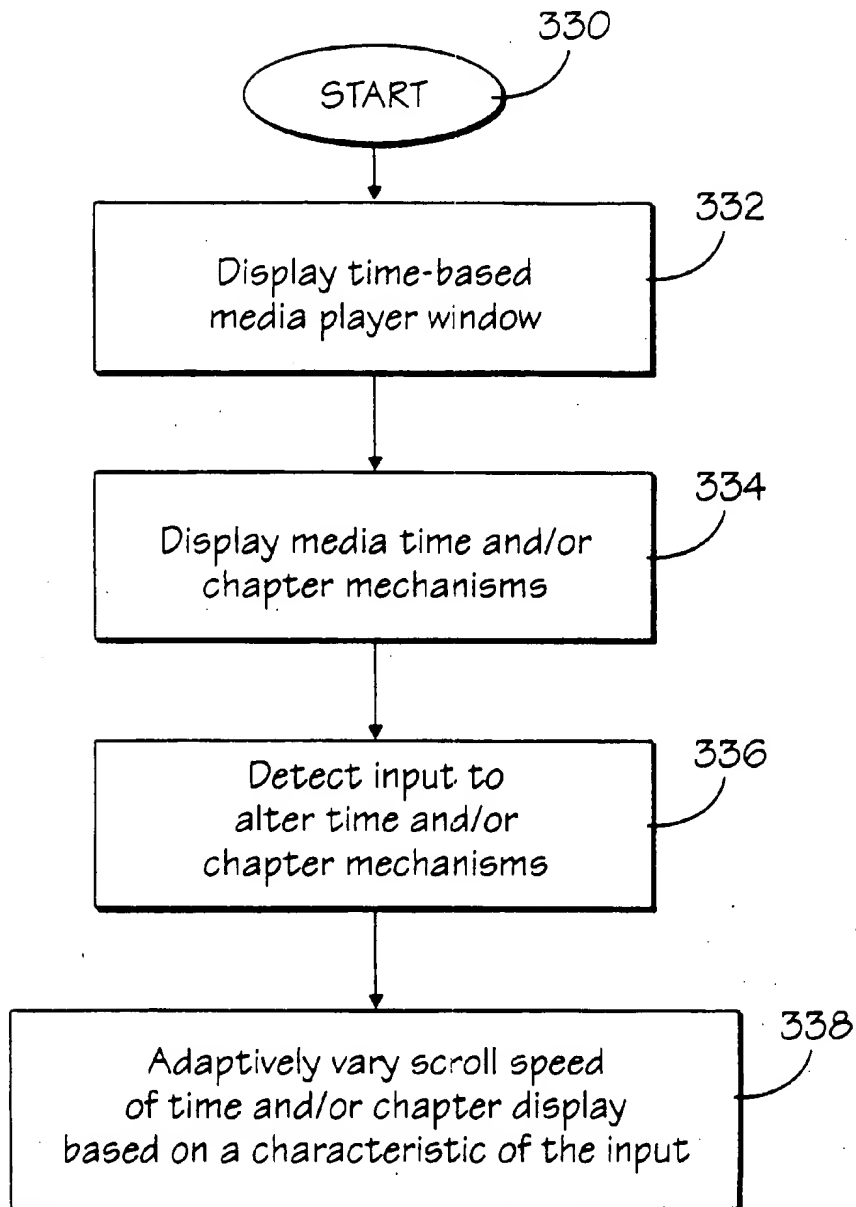 330
START
332
Display time-based
media player window
334
Display media time and/or
chapter mechanisms
336
Detect input to
alter time and/or
chapter mechanisms
338
Adaptively vary scroll speed
of time and/or chapter display
based on a characteristic of the input